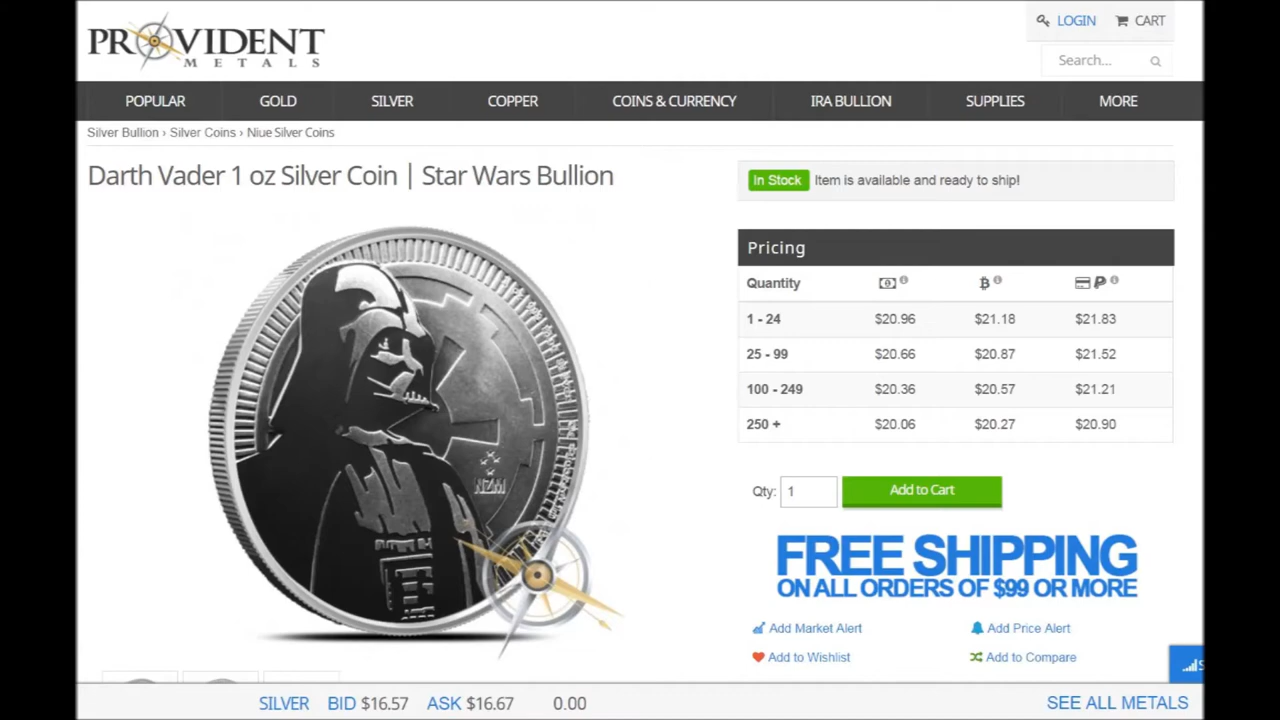 PROVIDENT
METALS
LOGIN CART
Search...
POPULAR GOLD SILVER COPPER COINS & CURRENCY IRA BULLION SUPPLIES MORE
Silver Bullion › Silver Coins › Niue Silver Coins
Darth Vader 1 oz Silver Coin | Star Wars Bullion
In Stock Item is available and ready to ship!
Pricing
Quantity
1 - 24 $20.96 $21.18 $21.83
25 - 99 $20.66 $20.87 $21.52
100 - 249 $20.36 $20.57 $21.21
250 + $20.06 $20.27 $20.90
NZM
Qty: 1 Add to Cart
FREE SHIPPING
ON ALL ORDERS OF $99 OR MORE
Add Market Alert Add Price Alert
Add to Wishlist Add to Compare
SILVER BID $16.57 ASK $16.67 0.00 SEE ALL METALS